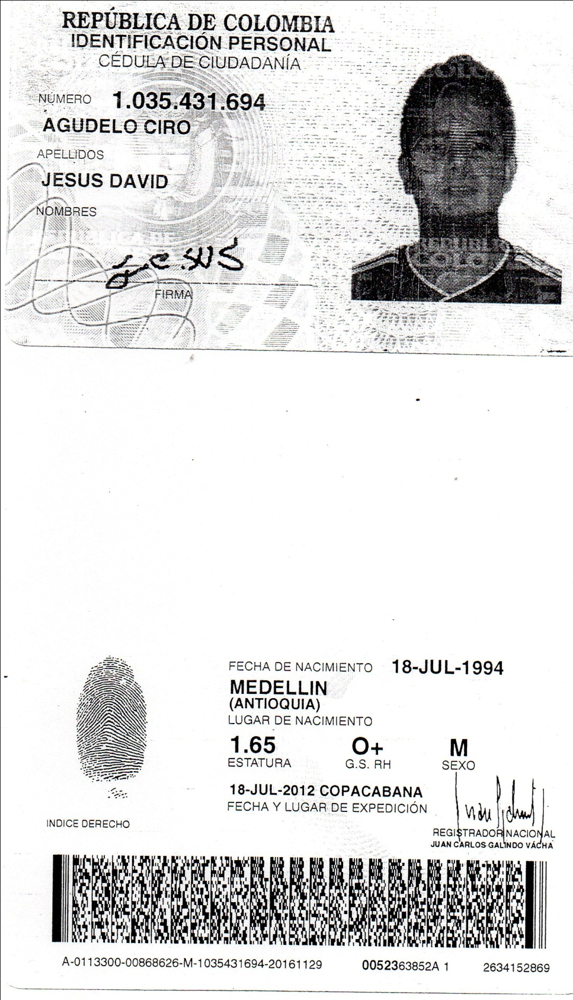 REPÚBLICA DE COLOMBIA
IDENTIFICACIÓN PERSONAL
CÉDULA DE CIUDADANÍA
NÚMERO 1.035.431.694
AGUDELO CIRO
APELLIDOS
JESUS DAVID
NOMBRES
Jesus
FIRMA
FECHA DE NACIMIENTO 18-JUL-1994
MEDELLIN
(ANTIOQUIA)
LUGAR DE NACIMIENTO
1.65 O+ M
ESTATURA G.S. RH SEXO
18-JUL-2012 COPACABANA
FECHA Y LUGAR DE EXPEDICIÓN
INDICE DERECHO
REGISTRADOR NACIONAL
JUAN CARLOS GALINDO VÁCHA
A-0113300-00868626-M-1035431694-20161129 0052363852A 1 2634152869